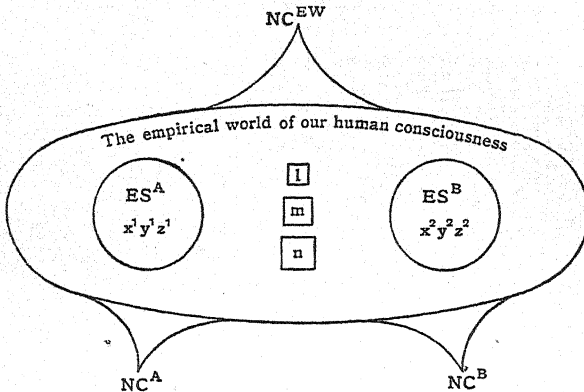 NC^EW
The empirical world of our human consciousness
ES^A
x¹y¹z¹
l
m
n
ES^B
x²y²z²
NC^A
NC^B